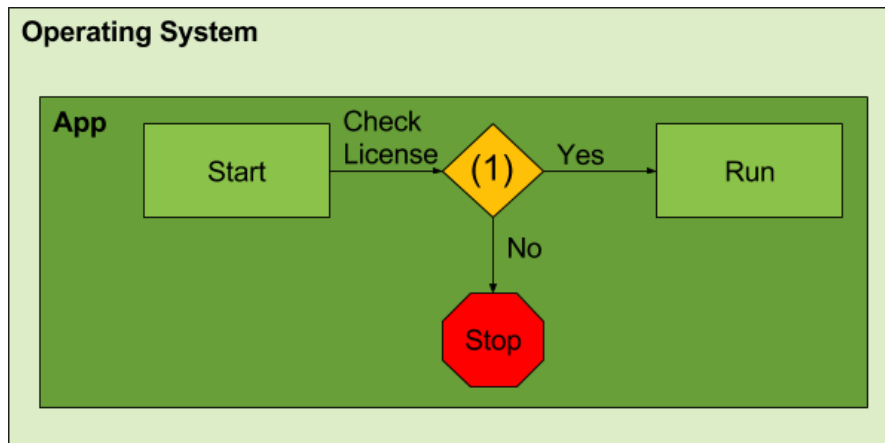 Operating System
App
Start
Check
License
(1)
Yes
Run
No
Stop